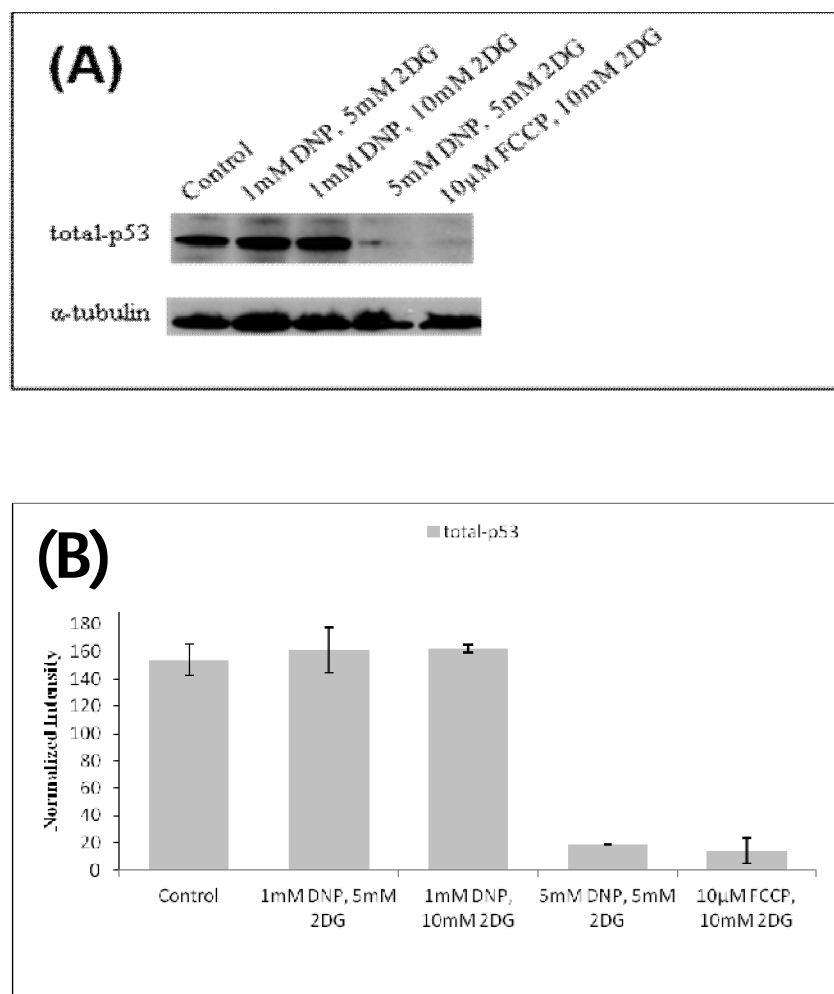 (A)
Control
1mM DNP, 5mM 2DG
1mM DNP, 10mM 2DG
5mM DNP, 5mM 2DG
10µM FCCP, 10mM 2DG
total-p53
α-tubulin
(B)
total-p53
Normalized Intensity
180
160
140
120
100
80
60
40
20
0
Control
1mM DNP, 5mM
2DG
1mM DNP,
10mM 2DG
5mM DNP, 5mM
2DG
10µM FCCP,
10mM 2DG